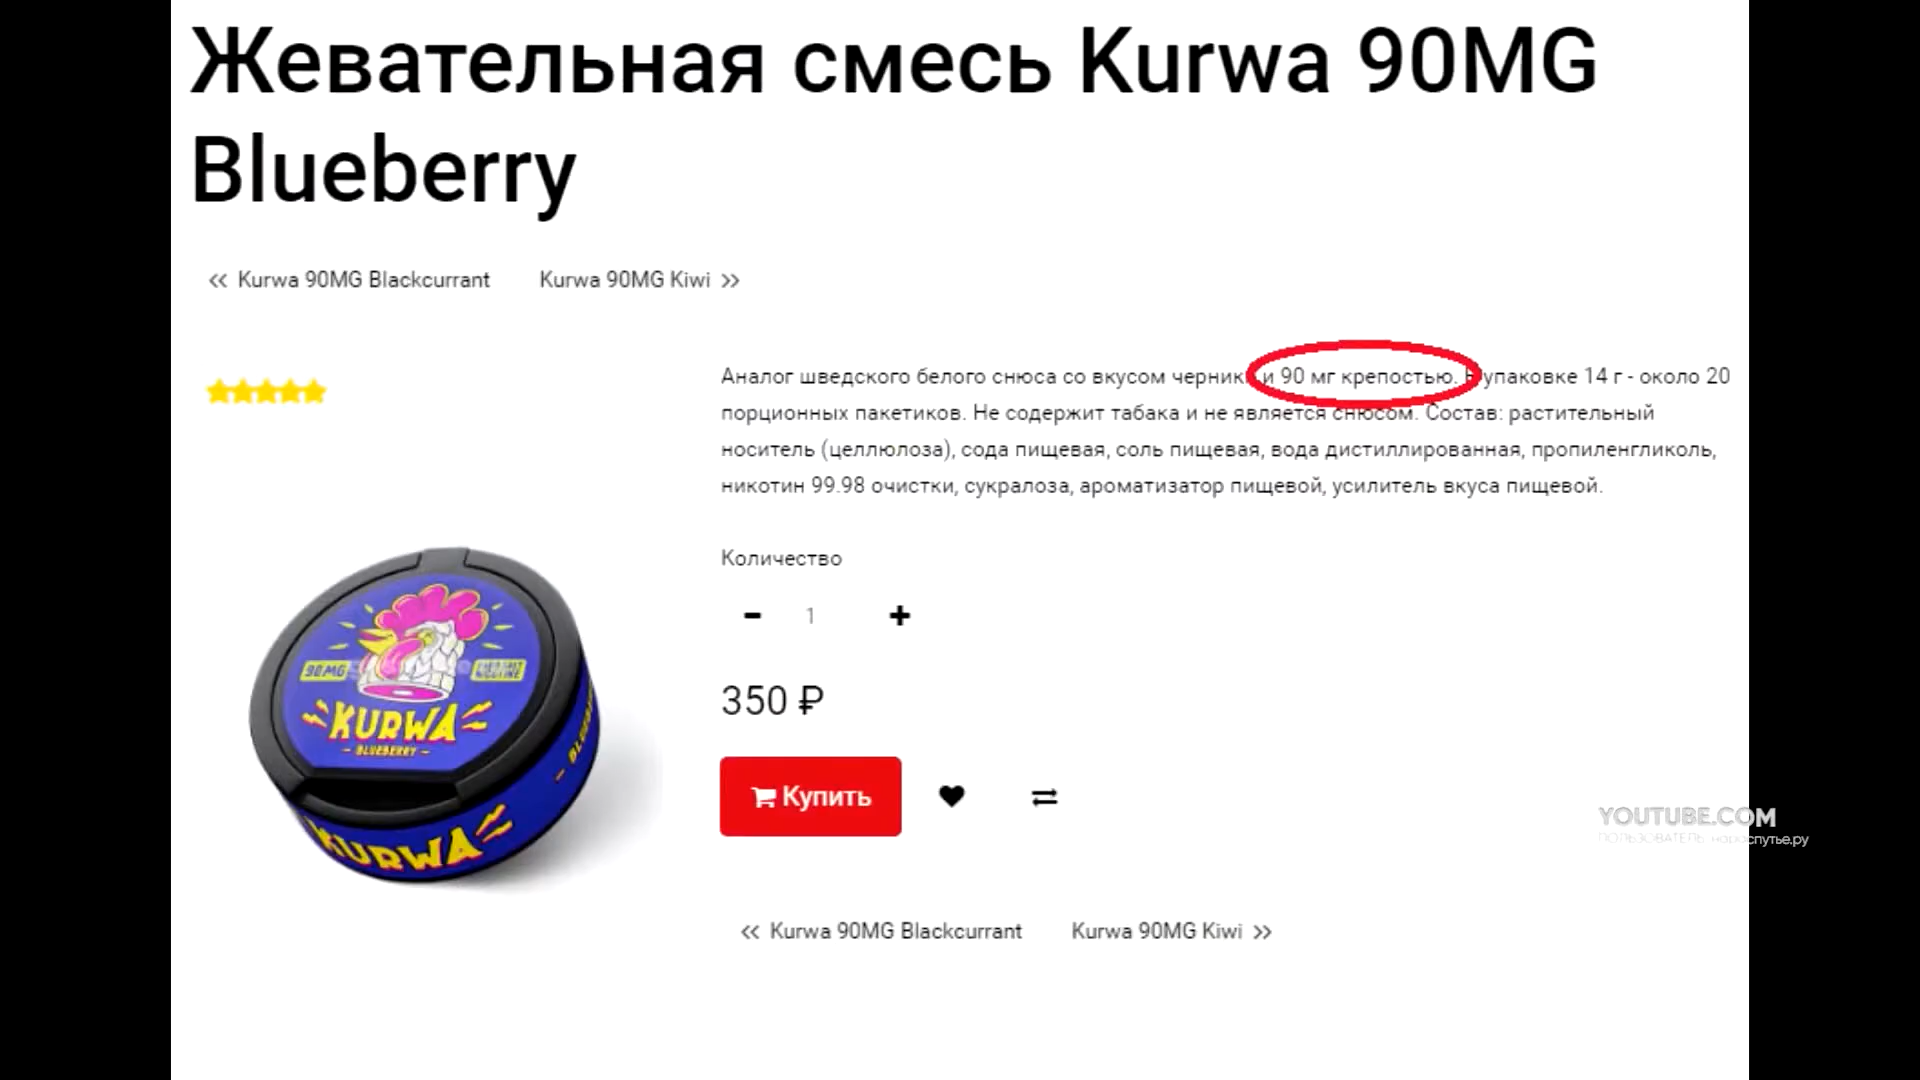 Жевательная смесь Kurwa 90MG
Blueberry
« Kurwa 90MG Blackcurrant Kurwa 90MG Kiwi »
Аналог шведского белого снюса со вкусом и 90 мг крепостью. упаковке 14 г - около 20
порционных пакетиков. Не содержит табака и не является снюсом. Состав: растительный
носитель (целлюлоза), сода пищевая, соль пищевая, вода дистиллированная, пропиленгликоль,
никотин 99.98 очистки, сукралоза, ароматизатор пищевой, усилитель вкуса пищевой.
Количество
- 1 +
350 ₽
90MG
KURWA
- BLUEBERRY -
KURWA
Купить
YOUTUBE.COM
ПОЛЬЗОВАТЕЛЬ: нароспутье.ру
« Kurwa 90MG Blackcurrant Kurwa 90MG Kiwi »